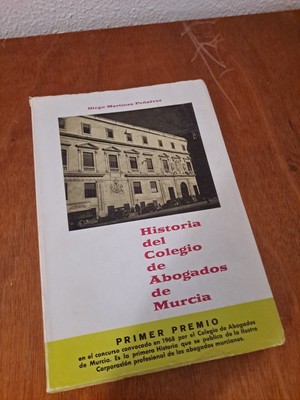 Diego Martínez Peñalver
Historia
del
Colegio
de
Abogados
de
Murcia
PRIMER PREMIO
en el concurso convocado en 1968 por el Colegio de Abogados
de Murcia. Es la primera Historia que se publica de la Ilustre
Corporación profesional de los abogados murcianos.